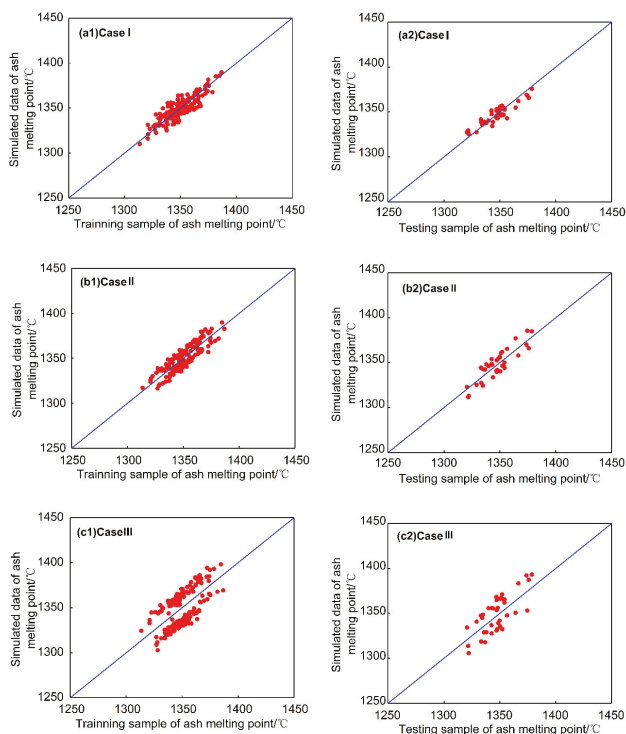 (a1)Case I
1450
1400
1350
1300
1250
Simulated data of ash
melting point/℃
1250 1300 1350 1400 1450
Trainning sample of ash melting point/℃
(a2)Case I
1450
1400
1350
1300
1250
Simulated data of ash
melting point/℃
1250 1300 1350 1400 1450
Testing sample of ash melting point/℃
(b1)Case II
1450
1400
1350
1300
1250
Simulated data of ash
melting point/℃
1250 1300 1350 1400 1450
Trainning sample of ash melting point/℃
(b2)Case II
1450
1400
1350
1300
1250
Simulated data of ash
melting point/℃
1250 1300 1350 1400 1450
Testing sample of ash melting point/℃
(c1)Case III
1450
1400
1350
1300
1250
Simulated data of ash
melting point/℃
1250 1300 1350 1400 1450
Trainning sample of ash melting point/℃
(c2)Case III
1450
1400
1350
1300
1250
Simulated data of ash
melting point/℃
1250 1300 1350 1400 1450
Testing sample of ash melting point/℃